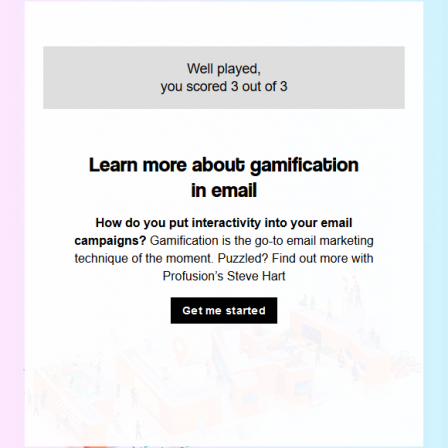 Well played,
you scored 3 out of 3
Learn more about gamification
in email
How do you put interactivity into your email
campaigns? Gamification is the go-to email marketing
technique of the moment. Puzzled? Find out more with
Profusion's Steve Hart
Get me started